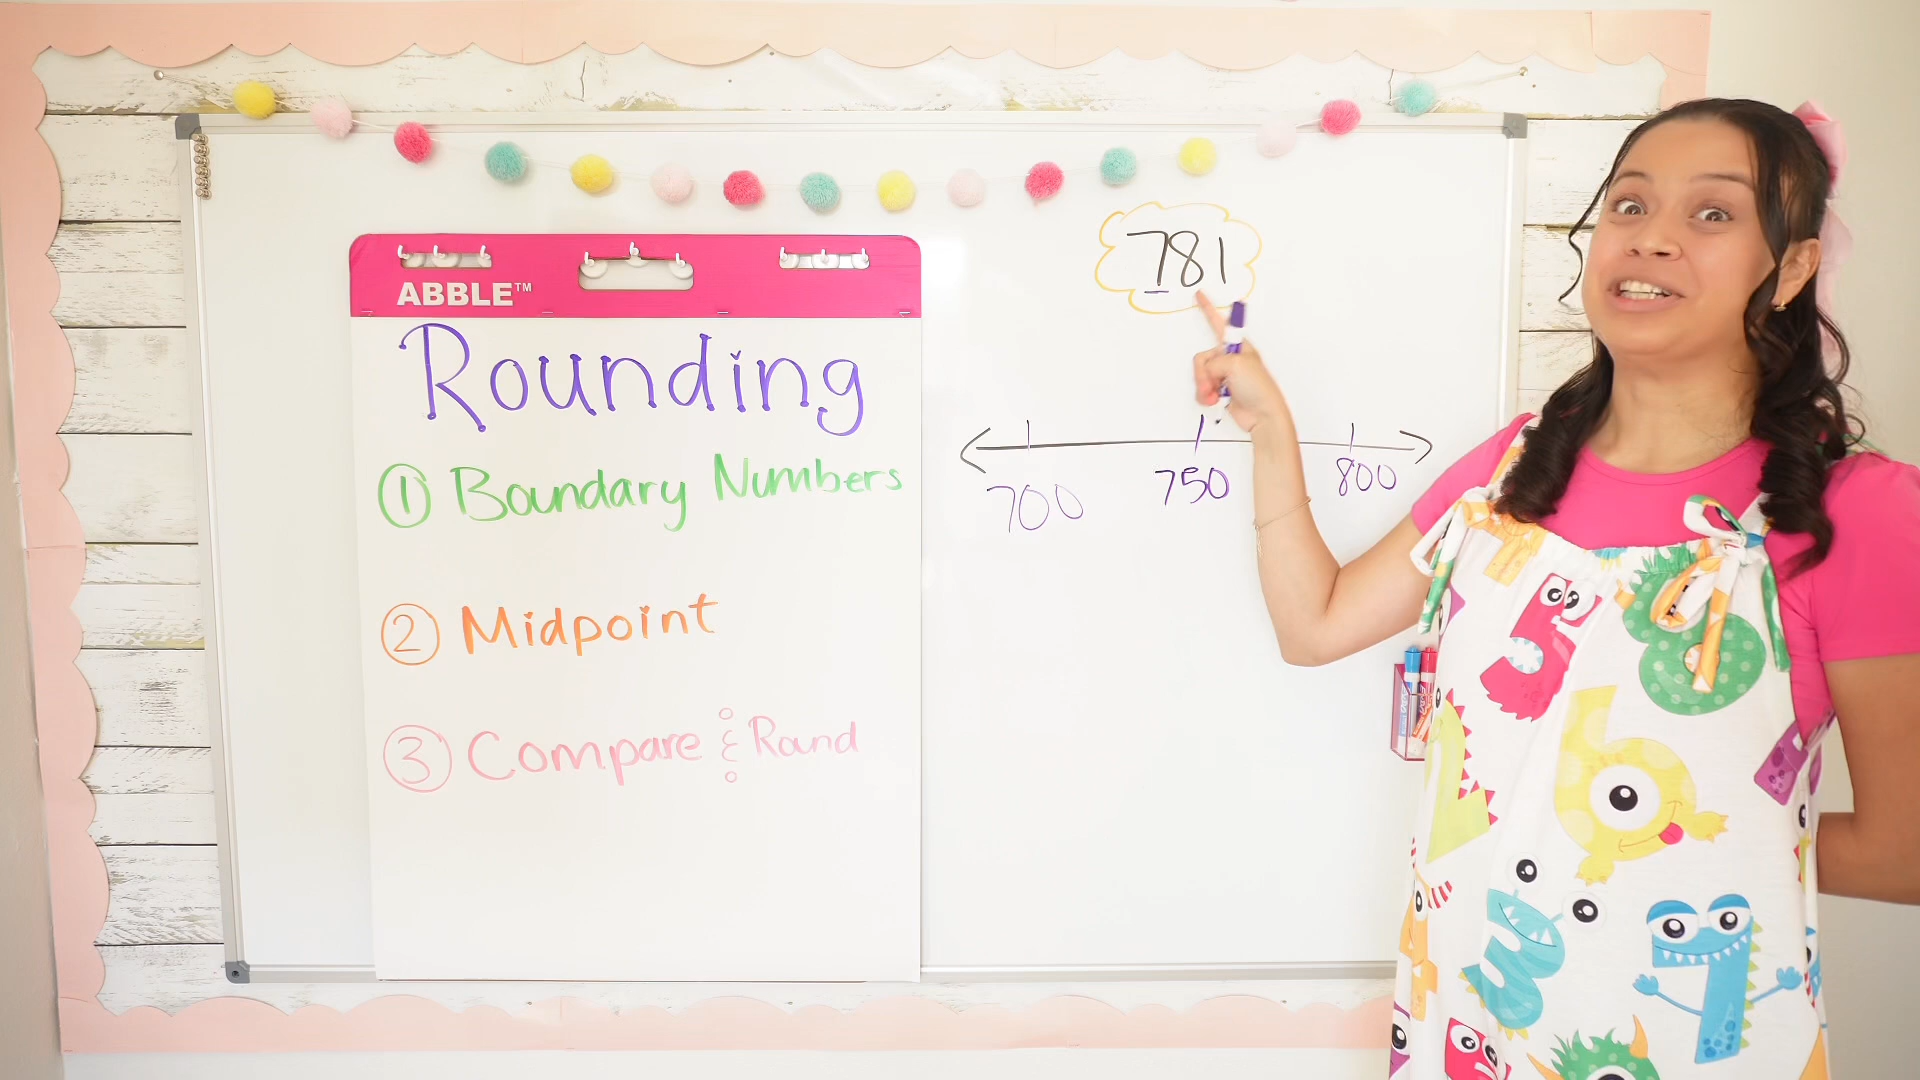 ABBLE™
Rounding
① Boundary Numbers
② Midpoint
③ Compare & Round
781
700 750 800